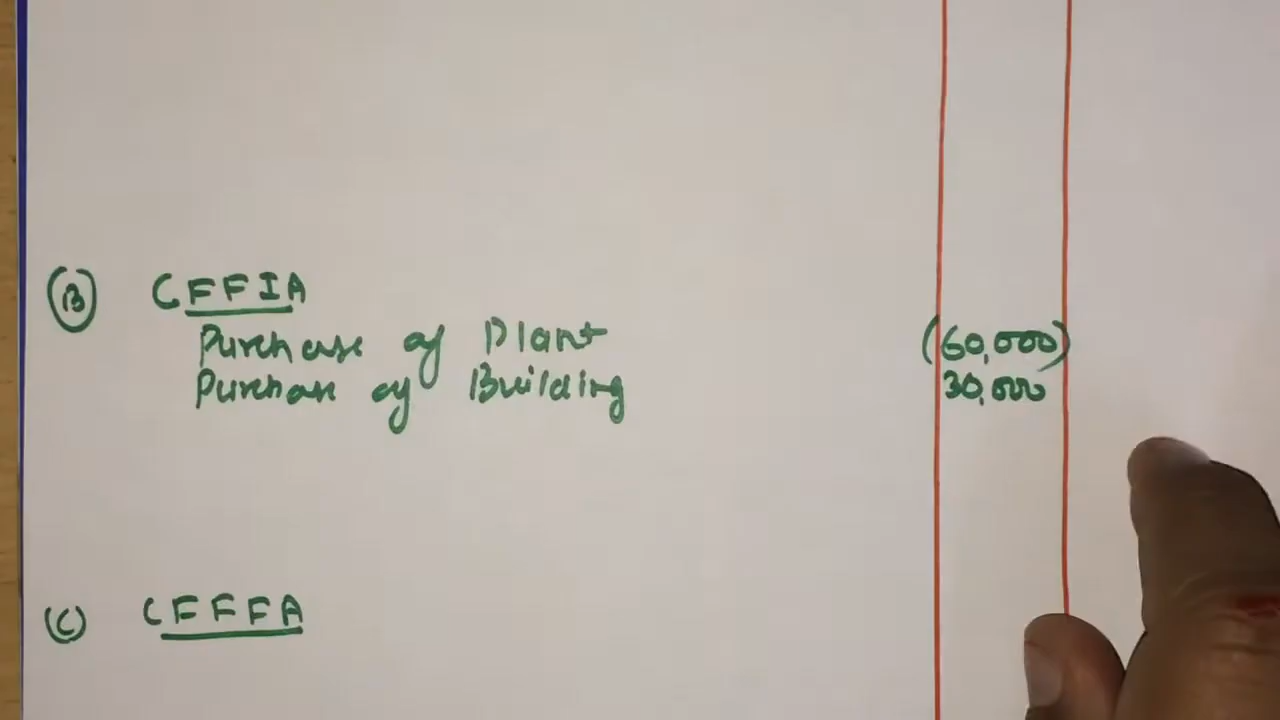 (B) CFFIA
Purchase of Plant (60,000)
Purchase of Building 30,000
(C) CFFFA